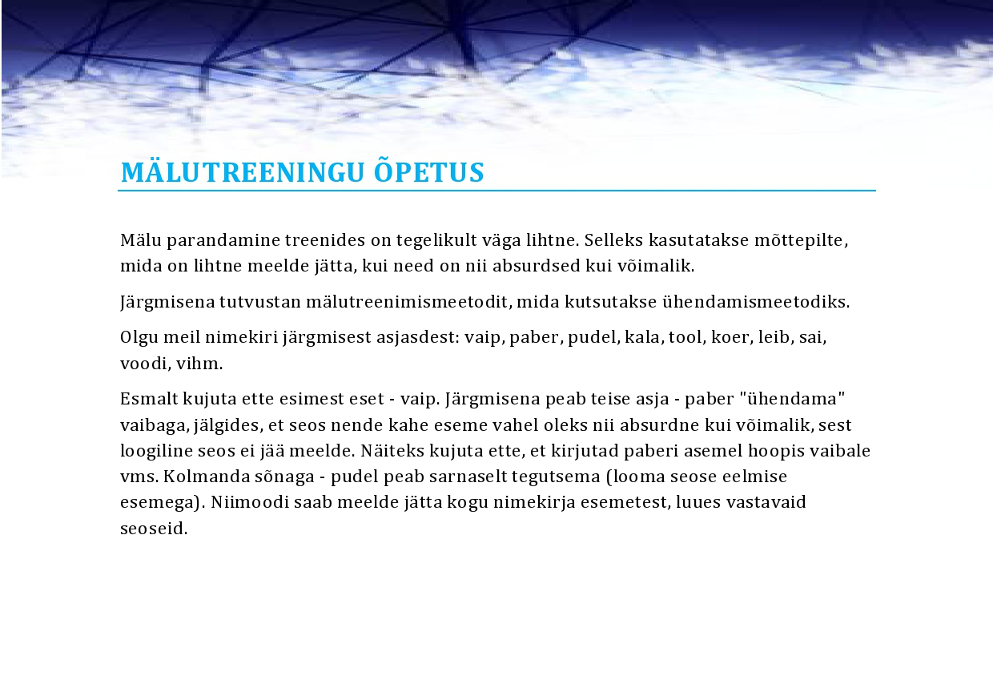 MÄLUTREENINGU ÕPETUS
Mälu parandamine treenides on tegelikult väga lihtne. Selleks kasutatakse mõttepilte,
mida on lihtne meelde jätta, kui need on nii absurdsed kui võimalik.
Järgmisena tutvustan mälutreenimismeetodit, mida kutsutakse ühendamismeetodiks.
Olgu meil nimekiri järgmisest asjasdest: vaip, paber, pudel, kala, tool, koer, leib, sai,
voodi, vihm.
Esmalt kujuta ette esimest eset - vaip. Järgmisena peab teise asja - paber "ühendama"
vaibaga, jälgides, et seos nende kahe eseme vahel oleks nii absurdne kui võimalik, sest
loogiline seos ei jää meelde. Näiteks kujuta ette, et kirjutad paberi asemel hoopis vaibale
vms. Kolmanda sõnaga - pudel peab sarnaselt tegutsema (looma seose eelmise
esemega). Niimoodi saab meelde jätta kogu nimekirja esemetest, luues vastavaid
seoseid.